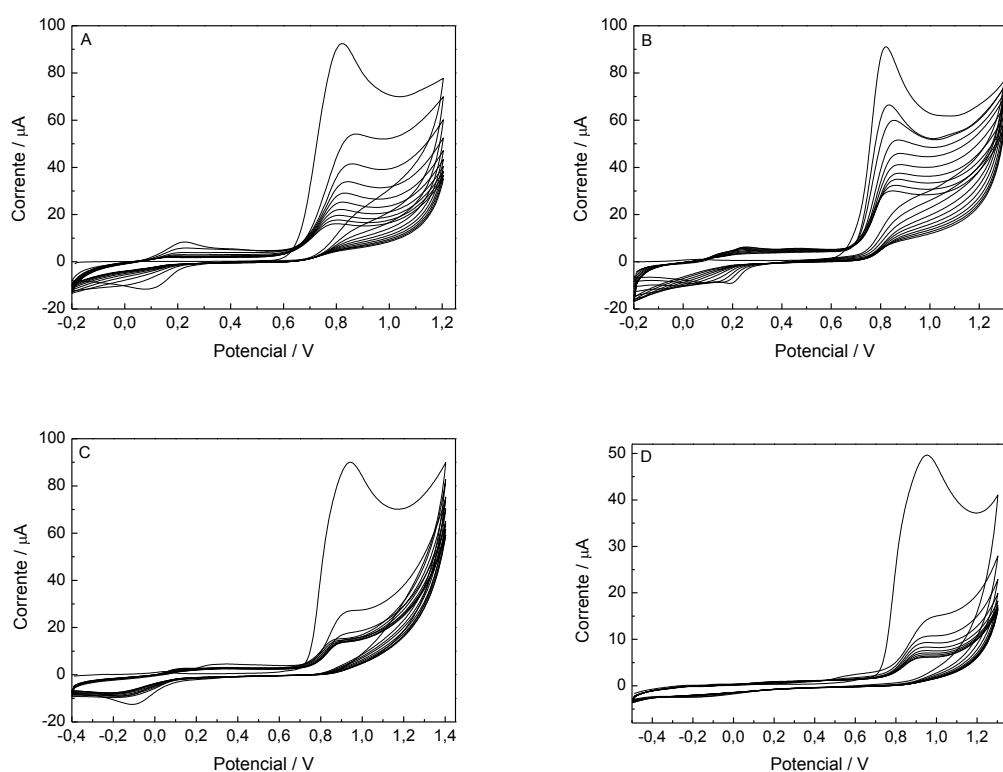 A
100
80
60
40
20
0
-20
Corrente / µA
-0,2 0,0 0,2 0,4 0,6 0,8 1,0 1,2
Potencial / V
B
100
80
60
40
20
0
-20
Corrente / µA
-0,2 0,0 0,2 0,4 0,6 0,8 1,0 1,2
Potencial / V
C
100
80
60
40
20
0
-20
Corrente / µA
-0,4 -0,2 0,0 0,2 0,4 0,6 0,8 1,0 1,2 1,4
Potencial / V
D
50
40
30
20
10
0
Corrente / µA
-0,4 -0,2 0,0 0,2 0,4 0,6 0,8 1,0 1,2
Potencial / V